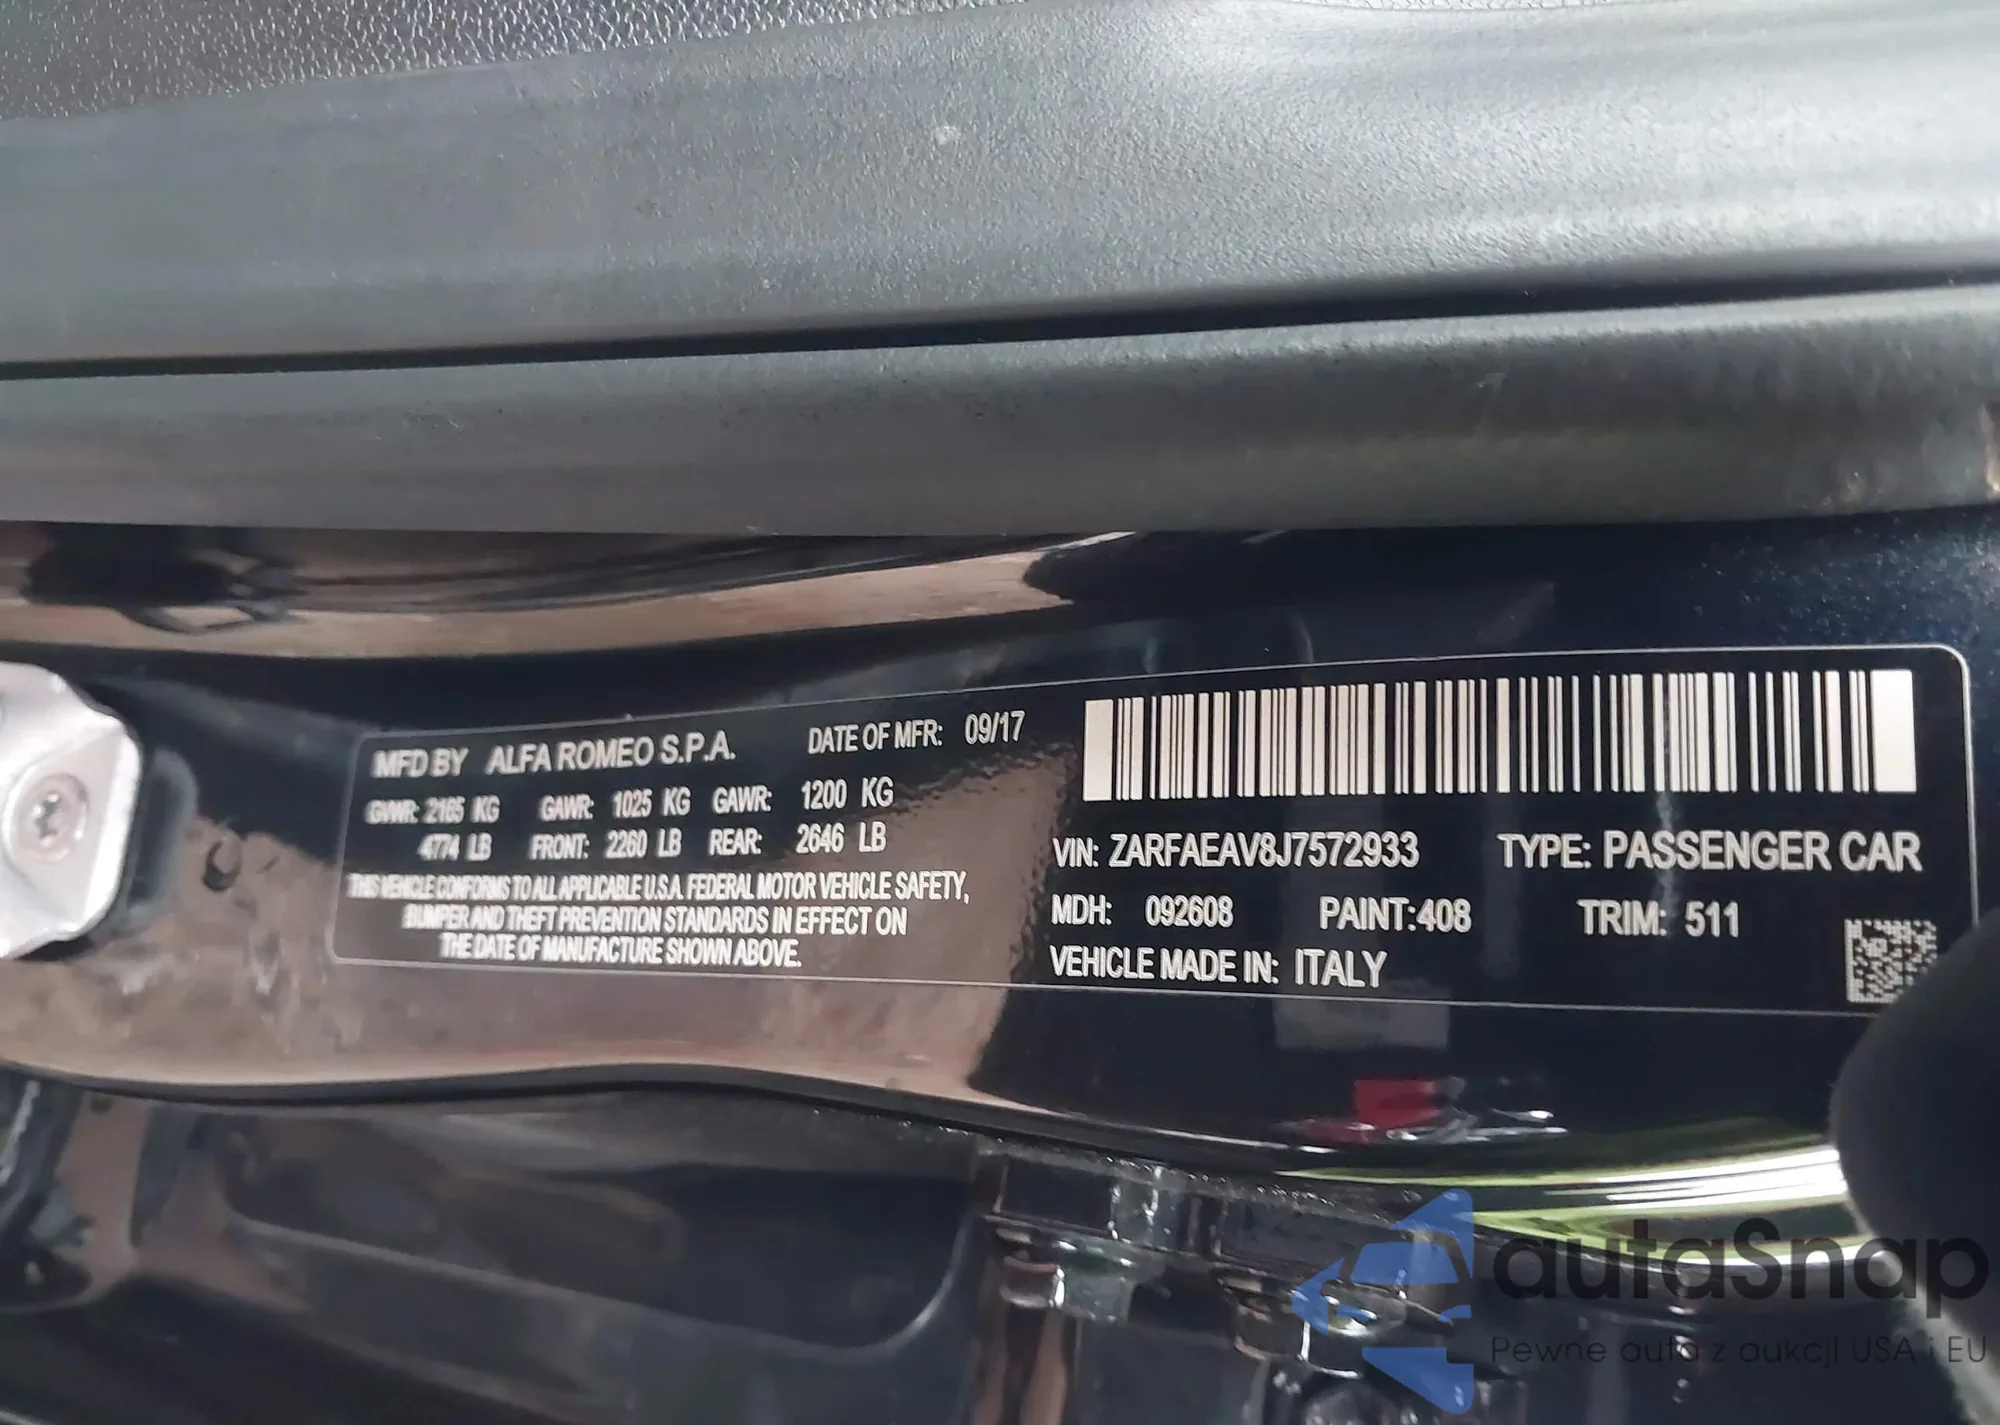 MFD BY ALFA ROMEO S.P.A. DATE OF MFR: 09/17
GVWR: 2165 KG GAWR: 1025 KG GAWR: 1200 KG
4774 LB FRONT: 2260 LB REAR: 2646 LB
THIS VEHICLE CONFORMS TO ALL APPLICABLE U.S.A. FEDERAL MOTOR VEHICLE SAFETY,
BUMPER AND THEFT PREVENTION STANDARDS IN EFFECT ON
THE DATE OF MANUFACTURE SHOWN ABOVE.
VIN: ZARFAEAV8J7572933 TYPE: PASSENGER CAR
MDH: 092608 PAINT:408 TRIM: 511
VEHICLE MADE IN: ITALY
autaSnap
Pewne auta z aukcji USA i EU